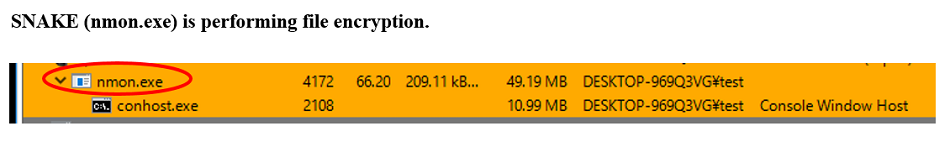 SNAKE (nmon.exe) is performing file encryption.
nmon.exe 4172 66.20 209.11 kB... 49.19 MB DESKTOP-969Q3VG¥test
conhost.exe 2108 10.99 MB DESKTOP-969Q3VG¥test Console Window Host